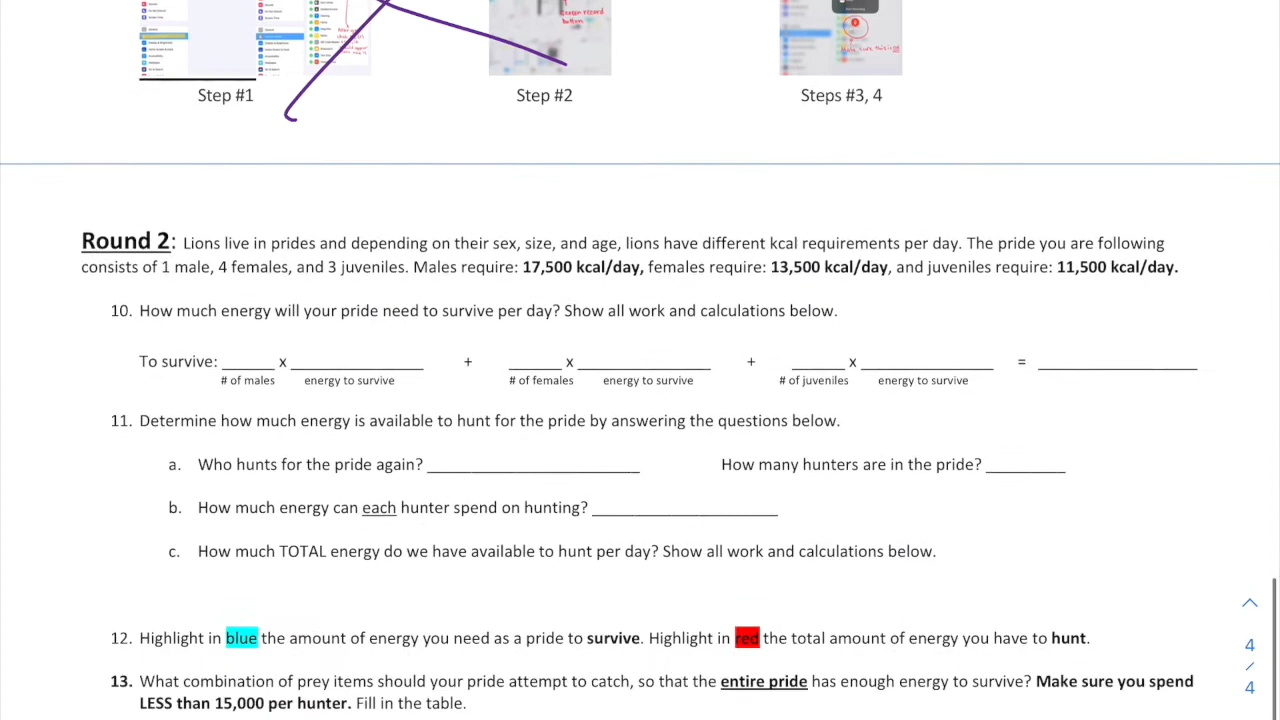 screen record
button
Step #1
Step #2
Steps #3, 4
Round 2: Lions live in prides and depending on their sex, size, and age, lions have different kcal requirements per day. The pride you are following
consists of 1 male, 4 females, and 3 juveniles. Males require: 17,500 kcal/day, females require: 13,500 kcal/day, and juveniles require: 11,500 kcal/day.
10. How much energy will your pride need to survive per day? Show all work and calculations below.
To survive: ______ x _______________ + ______ x _______________ + ______ x _______________ = __________________
# of males energy to survive # of females energy to survive # of juveniles energy to survive
11. Determine how much energy is available to hunt for the pride by answering the questions below.
a. Who hunts for the pride again? ________________________ How many hunters are in the pride? _________
b. How much energy can each hunter spend on hunting? _____________________
c. How much TOTAL energy do we have available to hunt per day? Show all work and calculations below.
12. Highlight in blue the amount of energy you need as a pride to survive. Highlight in red the total amount of energy you have to hunt.
13. What combination of prey items should your pride attempt to catch, so that the entire pride has enough energy to survive? Make sure you spend
LESS than 15,000 per hunter. Fill in the table.
4
/
4